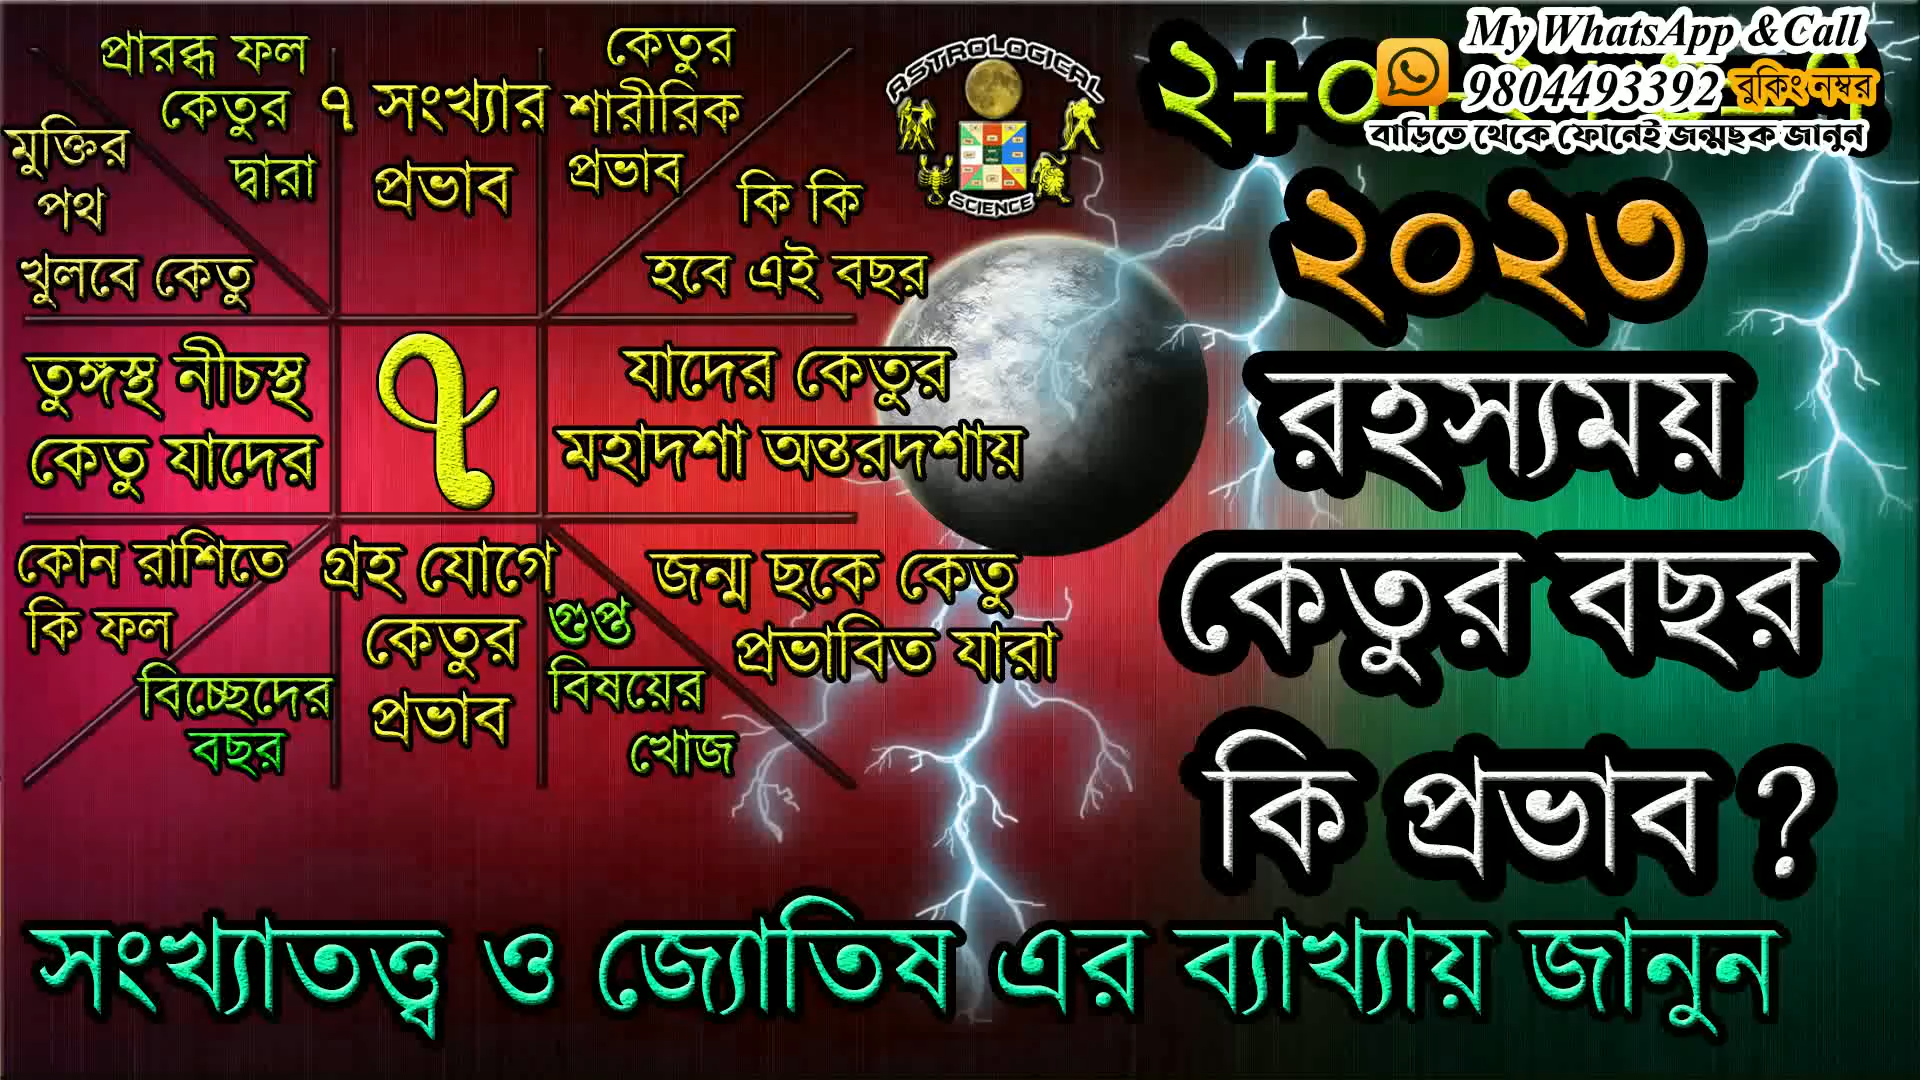 প্রারব্ধ ফল
কেতুর
দ্বারা
মুক্তির
পথ
খুলবে কেতু
৭ সংখ্যার
প্রভাব
কেতুর
শারীরিক
প্রভাব
কি কি
হবে এই বছর
তুঙ্গস্থ নীচস্থ
কেতু যাদের
৭
যাদের কেতুর
মহাদশা অন্তরদশায়
কোন রাশিতে
কি ফল
বিচ্ছেদের
বছর
গ্রহ যোগে
কেতুর
প্রভাব
গুপ্ত
বিষয়ের
খোজ
জন্ম ছকে কেতু
প্রভাবিত যারা
ASTROLOGICAL
SCIENCE
My WhatsApp & Call
9804493392 বুকিং নম্বর
বাড়িতে থেকে ফোনেই জন্মছক জানুন
২০২৩
রহস্যময়
কেতুর বছর
কি প্রভাব ?
সংখ্যাতত্ত্ব ও জ্যোতিষ এর ব্যাখ্যায় জানুন